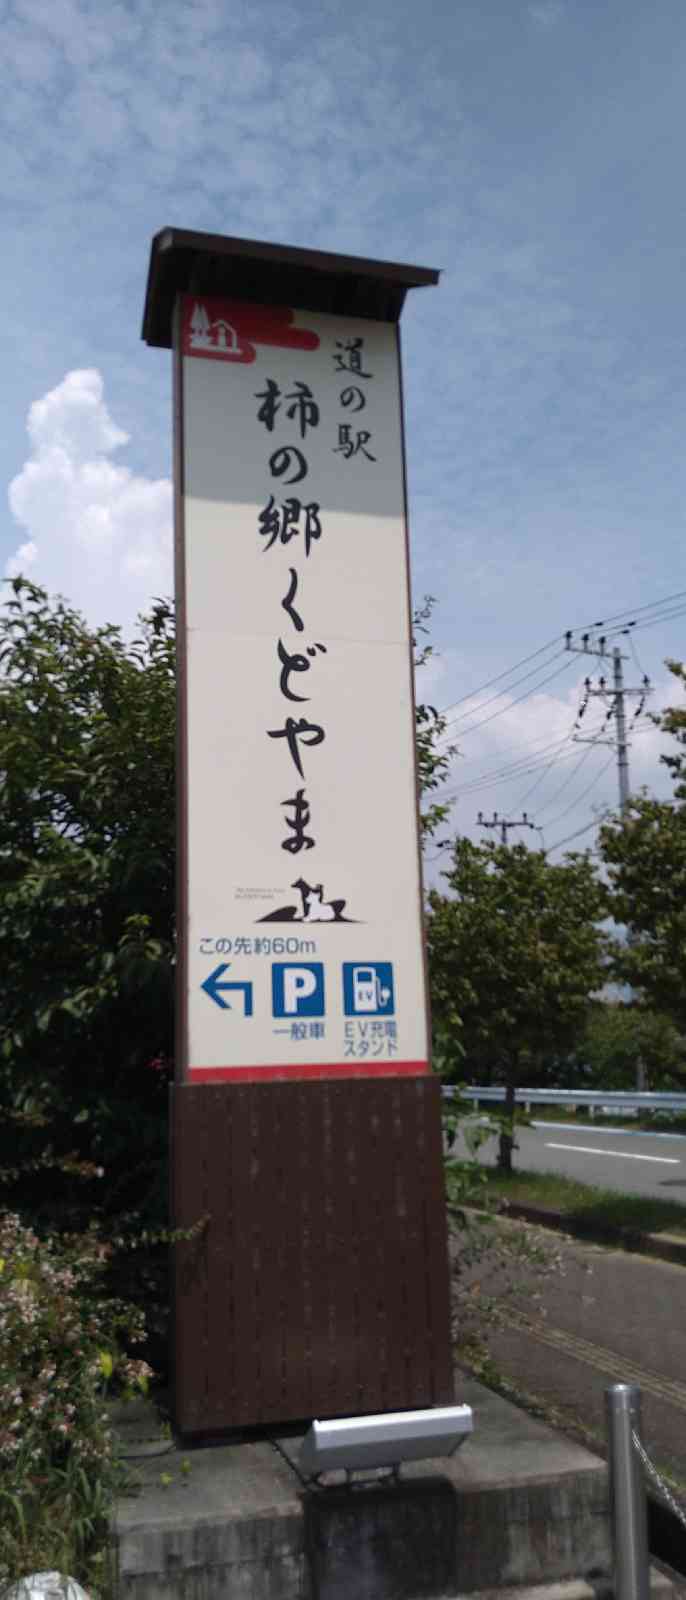 道の駅
柿の郷くどやま
この先約60m
P
EV
一般車
EV充電
スタンド